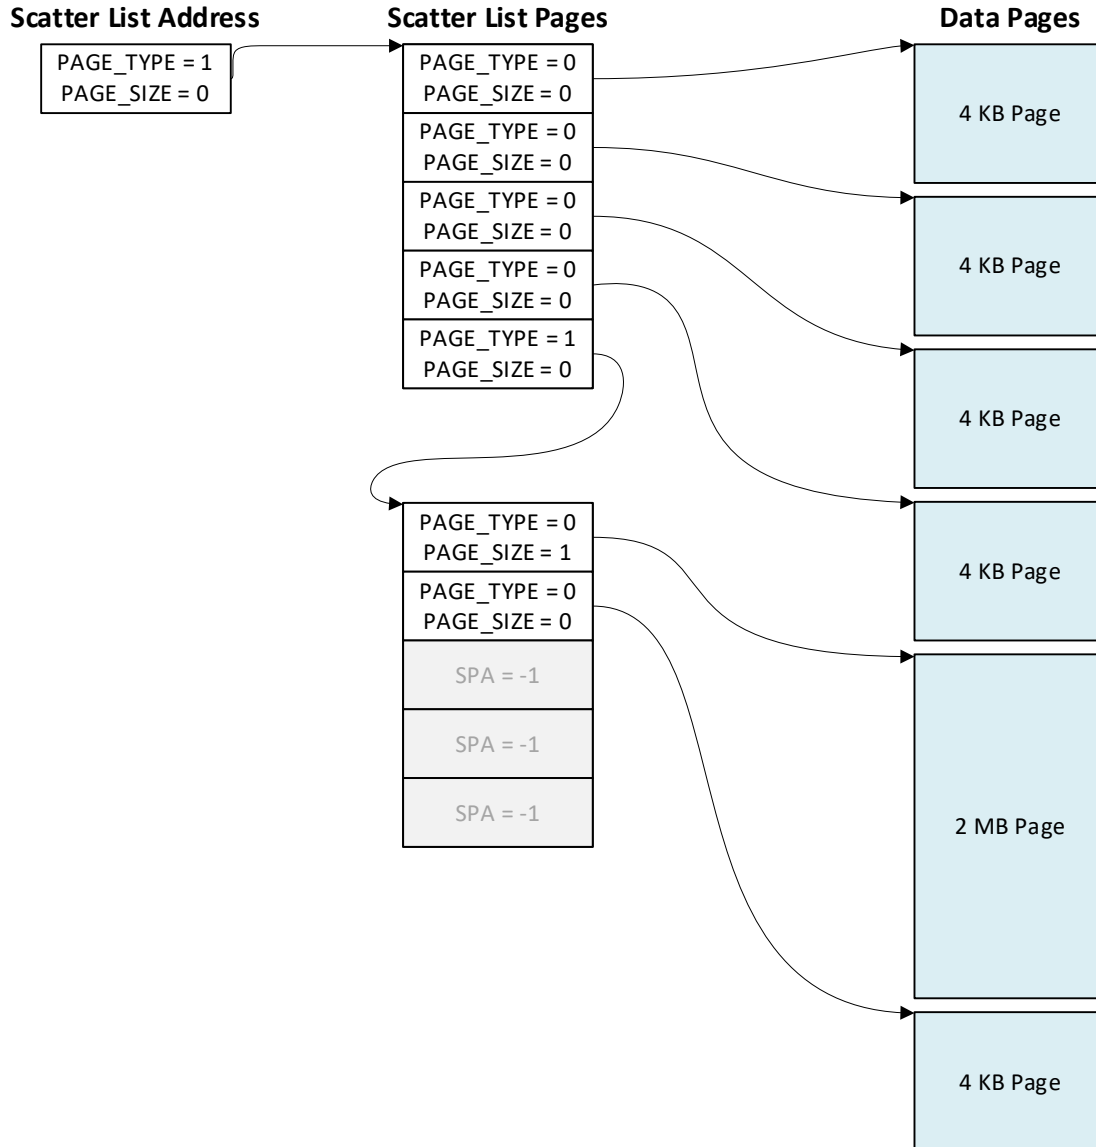 Scatter List Address
Scatter List Pages
Data Pages
PAGE_TYPE = 1
PAGE_SIZE = 0
PAGE_TYPE = 0
PAGE_SIZE = 0
PAGE_TYPE = 0
PAGE_SIZE = 0
PAGE_TYPE = 0
PAGE_SIZE = 0
PAGE_TYPE = 0
PAGE_SIZE = 0
PAGE_TYPE = 1
PAGE_SIZE = 0
PAGE_TYPE = 0
PAGE_SIZE = 1
PAGE_TYPE = 0
PAGE_SIZE = 0
SPA = -1
SPA = -1
SPA = -1
4 KB Page
4 KB Page
4 KB Page
4 KB Page
2 MB Page
4 KB Page